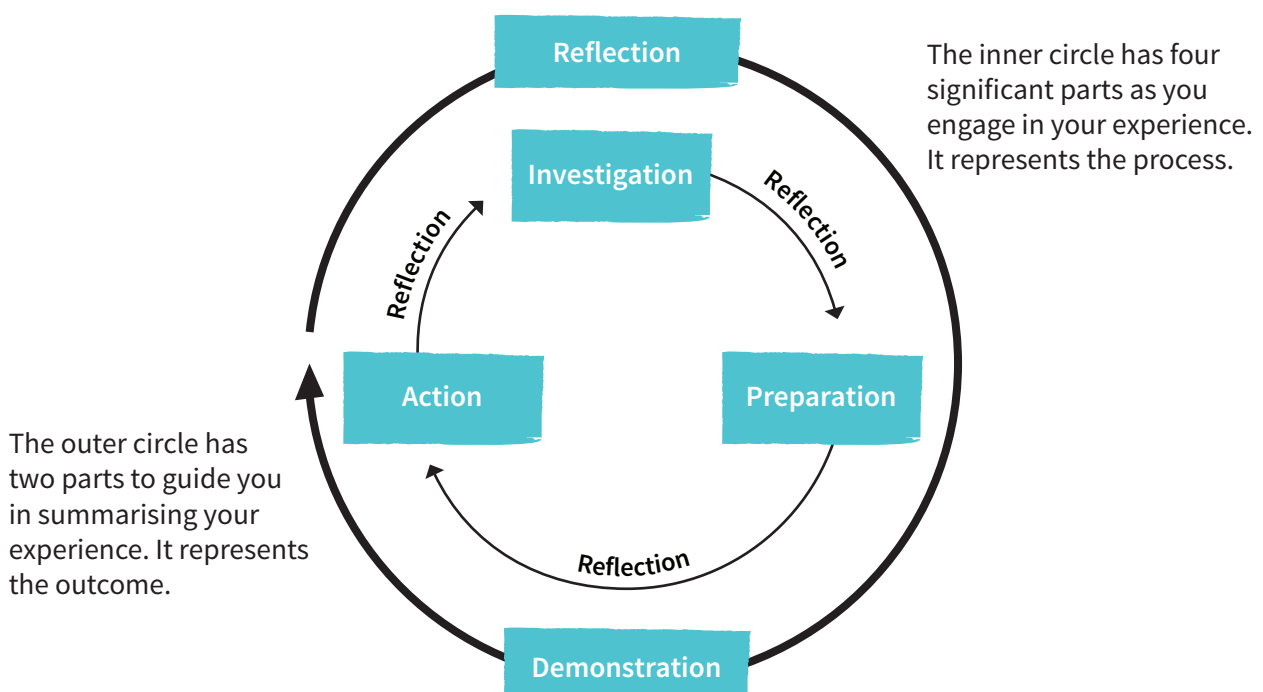 Reflection
The inner circle has four
significant parts as you
engage in your experience.
It represents the process.
Investigation
Reflection
Reflection
Action
Preparation
The outer circle has
two parts to guide you
in summarising your
experience. It represents
the outcome.
Reflection
Demonstration